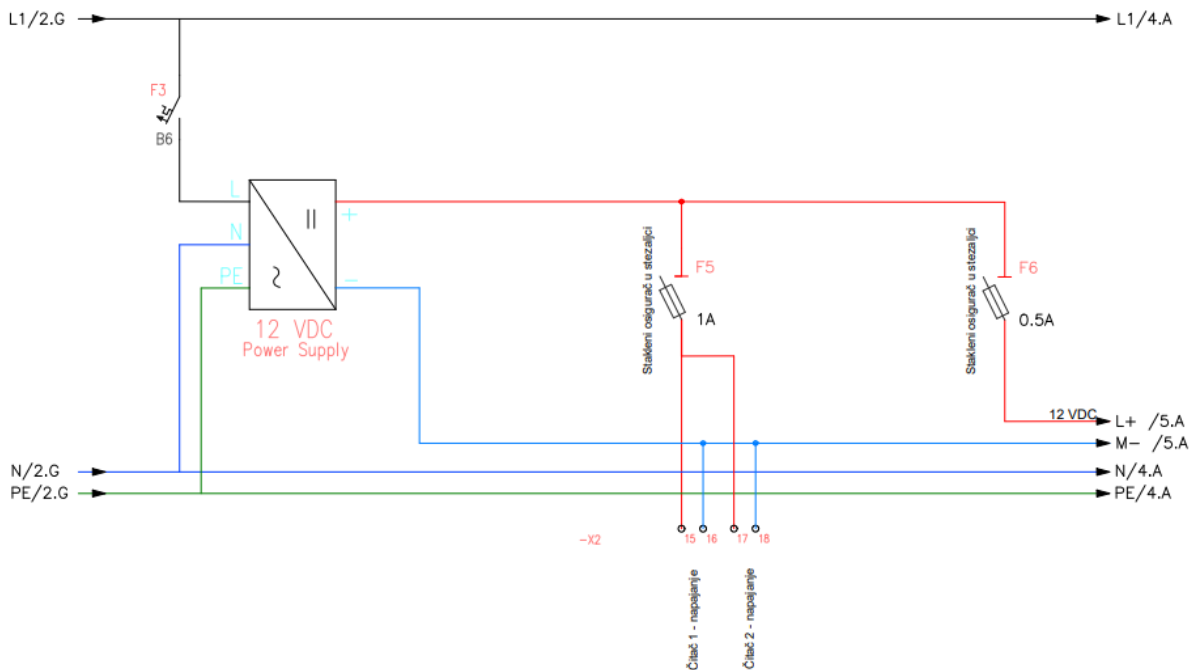 L1/2.G
L1/4.A
F3
B6
L
N
PE
+
-
12 VDC
Power Supply
Stakleni osigurač u stezaljci
F5
1A
Stakleni osigurač u stezaljci
F6
0.5A
12 VDC
L+ /5.A
M- /5.A
N/2.G
N/4.A
PE/2.G
PE/4.A
-X2
15
16
17
18
Čitač 1 - napajanje
Čitač 2 - napajanje